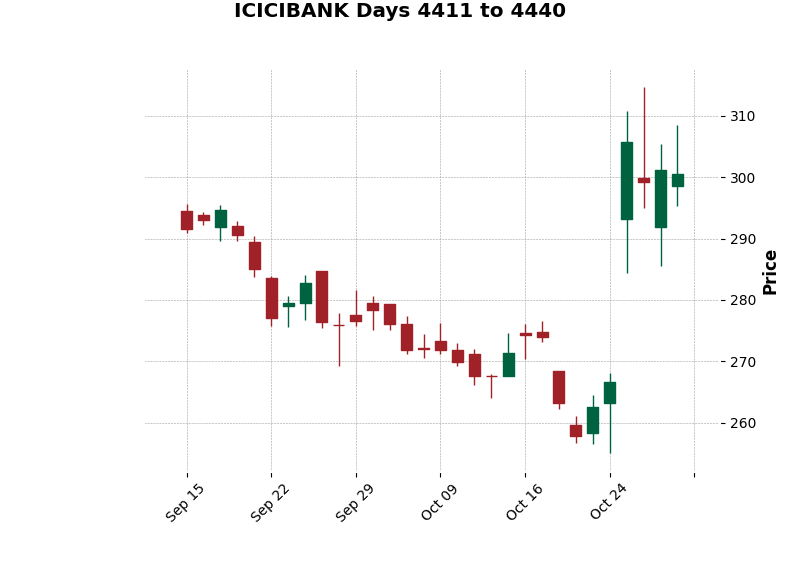 ICICIBANK Days 4411 to 4440
310
300
290
280
270
260
Price
Sep 15
Sep 22
Sep 29
Oct 09
Oct 16
Oct 24